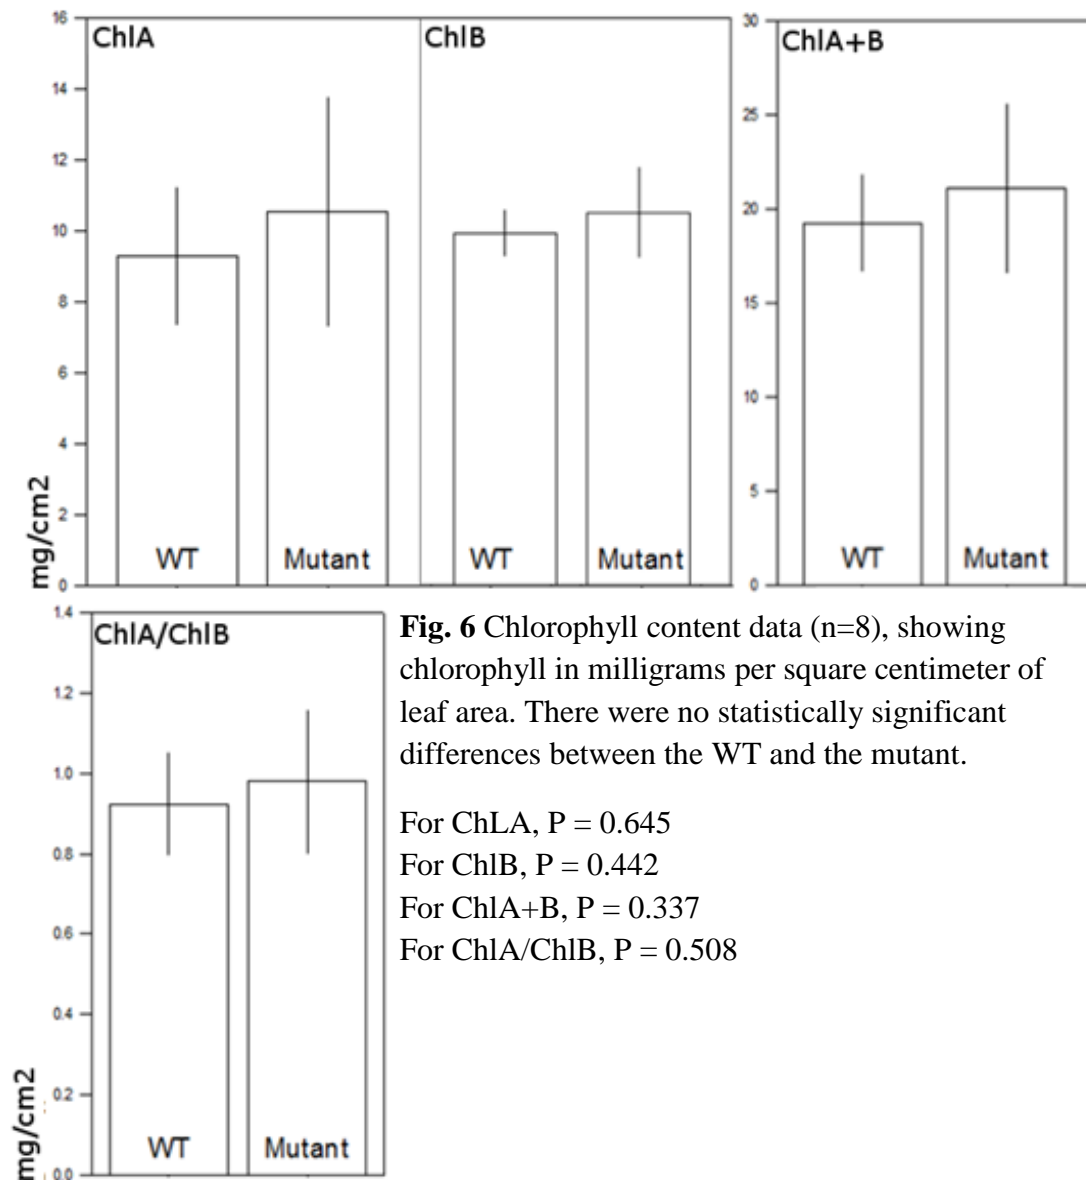 ChlA
16
14
12
10
8
6
4
2
0
mg/cm2
WT
Mutant
ChlB
WT
Mutant
ChlA+B
30
25
20
15
10
5
0
WT
Mutant
ChlA/ChlB
1.4
1.2
1.0
0.8
0.6
0.4
0.2
0.0
mg/cm2
WT
Mutant
Fig. 6 Chlorophyll content data (n=8), showing
chlorophyll in milligrams per square centimeter of
leaf area. There were no statistically significant
differences between the WT and the mutant.
For ChLA, P = 0.645
For ChlB, P = 0.442
For ChlA+B, P = 0.337
For ChlA/ChlB, P = 0.508